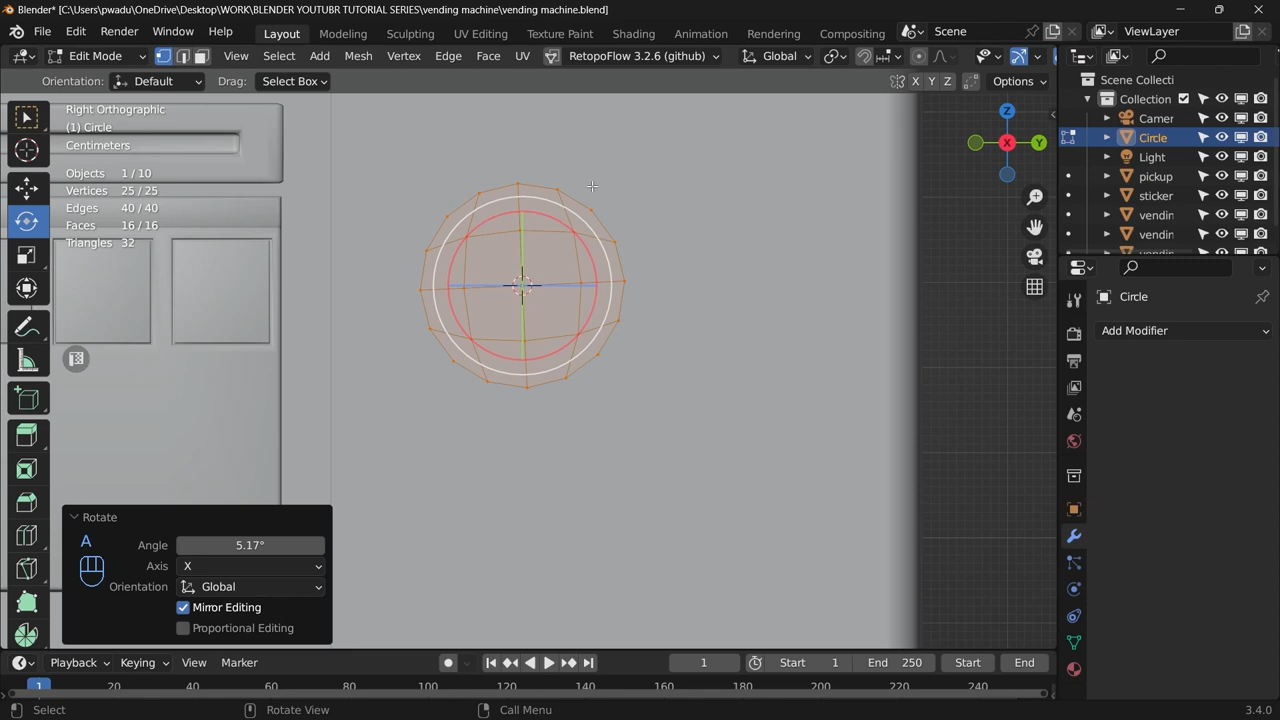 Blender* [C:\Users\pwadu\OneDrive\Desktop\WORK\BLENDER YOUTUBR TUTORIAL SERIES\vending machine\vending machine.blend]
File Edit Render Window Help Layout Modeling Sculpting UV Editing Texture Paint Shading Animation Rendering Compositing Scene ViewLayer
Edit Mode View Select Add Mesh Vertex Edge Face UV RetopoFlow 3.2.6 (github) Global
Orientation: Default Drag: Select Box X Y Z Options
Scene Collecti
Collection
Camer
Circle
Light
pickup
sticker
vendin
vendin
Right Orthographic
(1) Circle
Centimeters
Objects 1 / 10
Vertices 25 / 25
Edges 40 / 40
Faces 16 / 16
Triangles 32
Z
X
Y
Circle
Add Modifier
Rotate
A
Angle 5.17°
Axis X
Orientation Global
Mirror Editing
Proportional Editing
Playback Keying View Marker 1 Start 1 End 250 Start End
1 20 40 60 80 100 120 140 160 180 200 220 240
Select Rotate View Call Menu 3.4.0